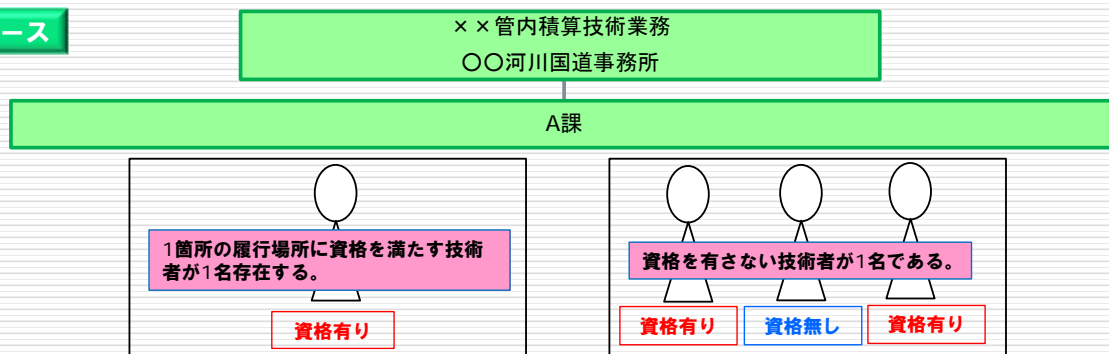 ース
××管内積算技術業務
〇〇河川国道事務所
A課
1箇所の履行場所に資格を満たす技術
者が1名存在する。
資格を有さない技術者が1名である。
資格有り
資格有り
資格無し
資格有り